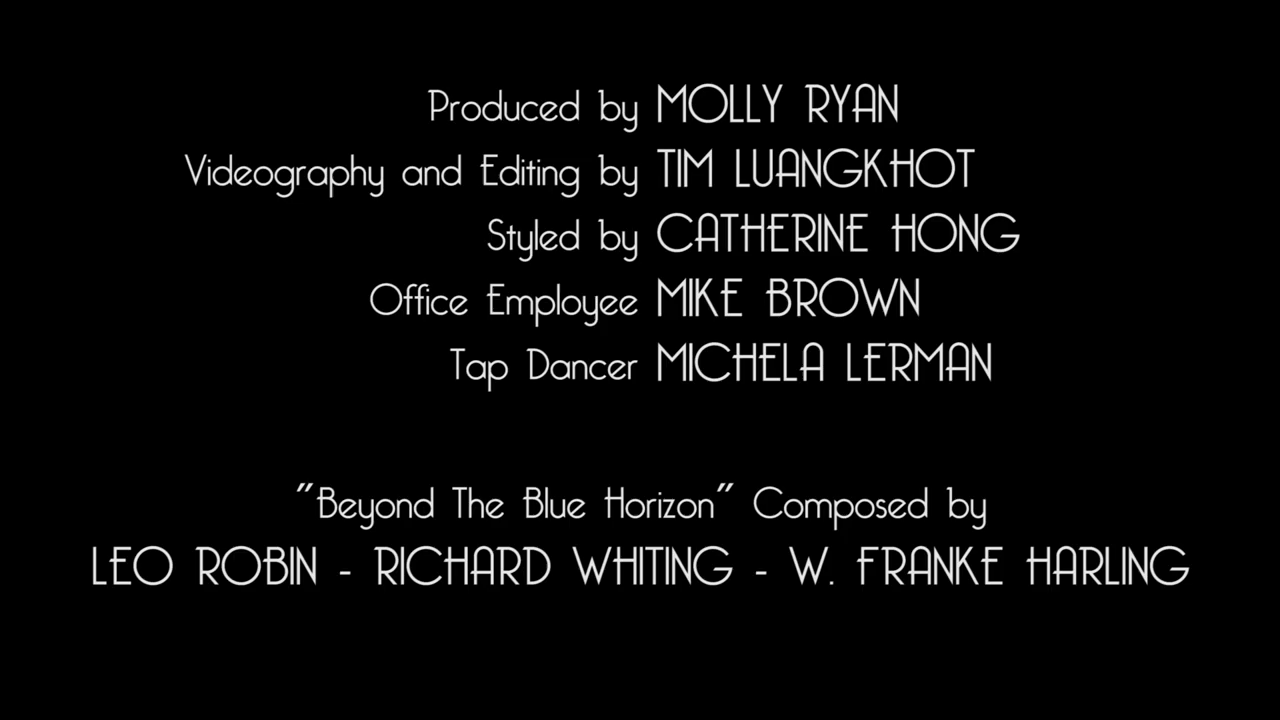 Produced by MOLLY RYAN
Videography and Editing by TIM LUANGKHOT
Styled by CATHERINE HONG
Office Employee MIKE BROWN
Tap Dancer MICHELA LERMAN
"Beyond The Blue Horizon" Composed by
LEO ROBIN - RICHARD WHITING - W. FRANKE HARLING